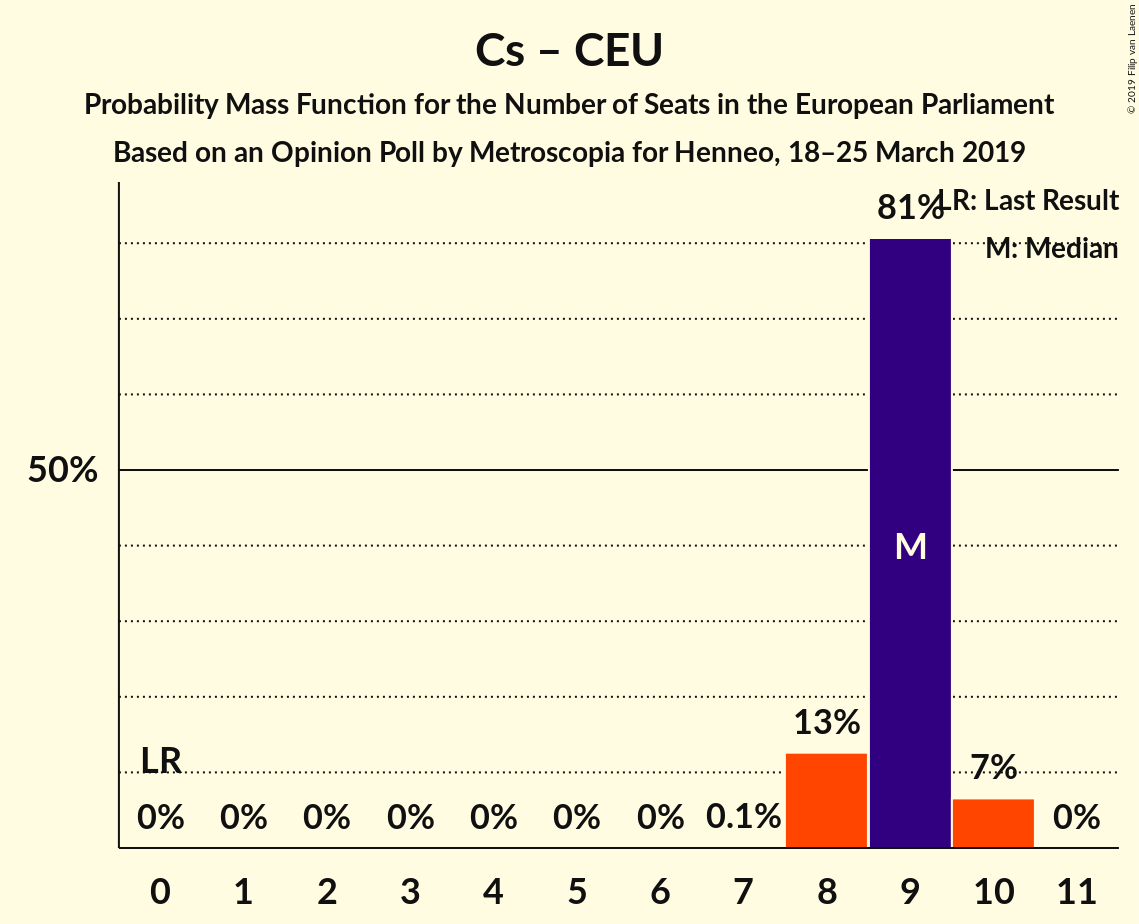 Cs – CEU
Probability Mass Function for the Number of Seats in the European Parliament
Based on an Opinion Poll by Metroscopia for Henneo, 18–25 March 2019
© 2019 Filip van Laenen
LR: Last Result
M: Median
81%
50%
M
13%
LR
7%
0% 0% 0% 0% 0% 0% 0% 0.1% 0%
0 1 2 3 4 5 6 7 8 9 10 11